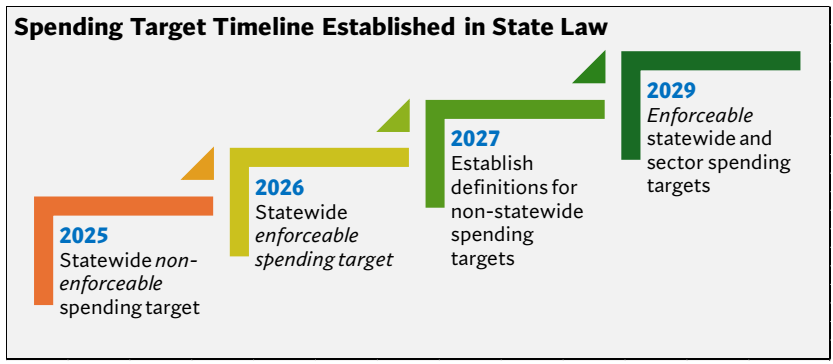 Spending Target Timeline Established in State Law
2025
Statewide non-
enforceable
spending target
2026
Statewide
enforceable
spending target
2027
Establish
definitions for
non-statewide
spending
targets
2029
Enforceable
statewide and
sector spending
targets